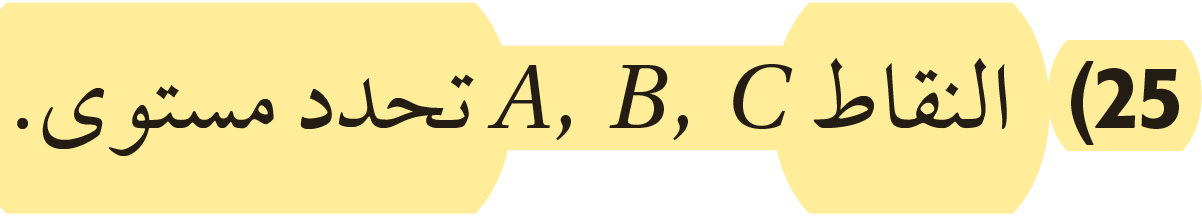 25) النقاط A, B, C تحدد مستوى.